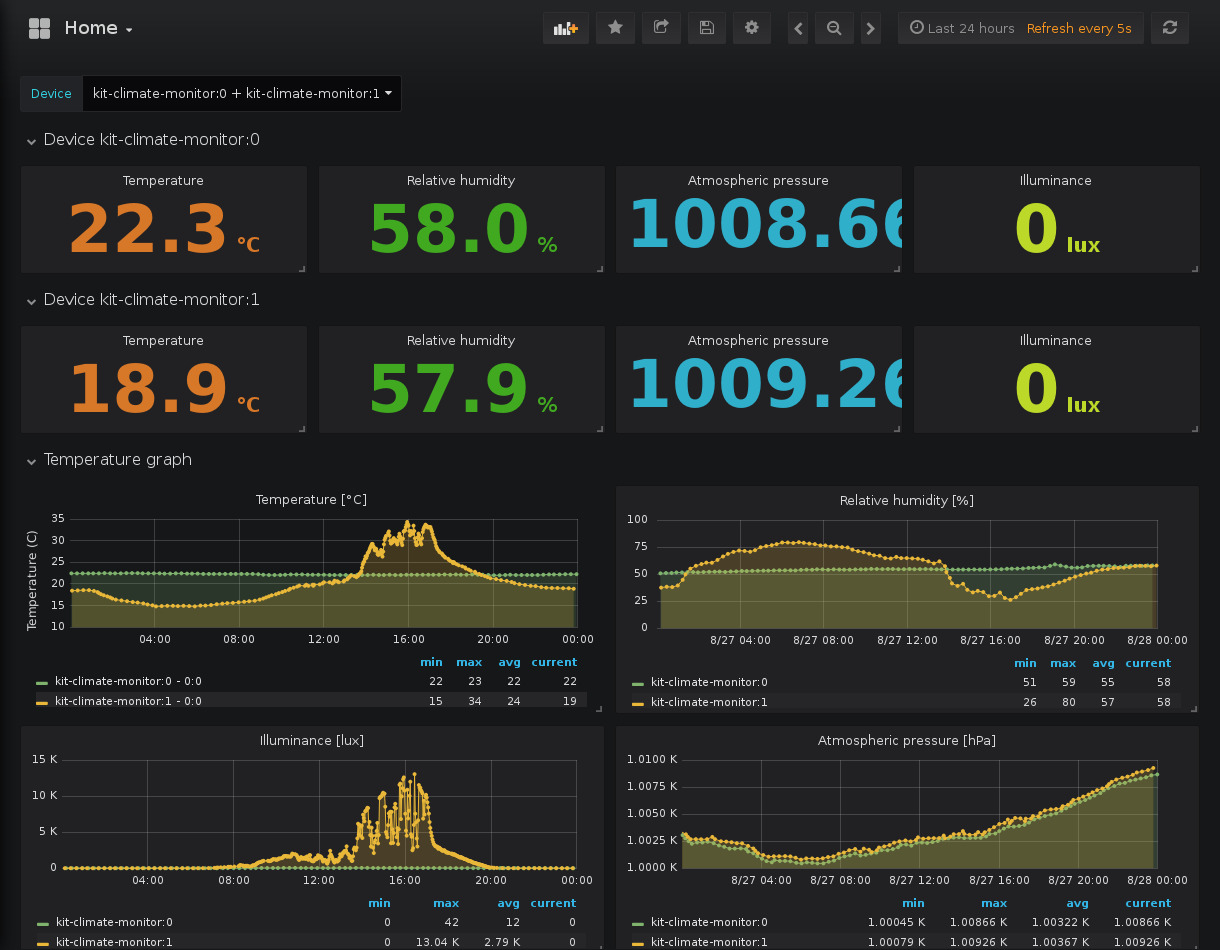 Home
Last 24 hours Refresh every 5s
Device kit-climate-monitor:0 + kit-climate-monitor:1
Device kit-climate-monitor:0
Temperature Relative humidity Atmospheric pressure Illuminance
22.3 °C 58.0 % 1008.66 0 lux
Device kit-climate-monitor:1
Temperature Relative humidity Atmospheric pressure Illuminance
18.9 °C 57.9 % 1009.26 0 lux
Temperature graph
Temperature [°C]
Temperature (C)
35
30
25
20
15
10
04:00 08:00 12:00 16:00 20:00 00:00
min max avg current
kit-climate-monitor:0 - 0:0 22 23 22 22
kit-climate-monitor:1 - 0:0 15 34 24 19
Relative humidity [%]
100
75
50
25
0
8/27 04:00 8/27 08:00 8/27 12:00 8/27 16:00 8/27 20:00 8/28 00:00
min max avg current
kit-climate-monitor:0 51 59 55 58
kit-climate-monitor:1 26 80 57 58
Illuminance [lux]
15 K
10 K
5 K
0
04:00 08:00 12:00 16:00 20:00 00:00
min max avg current
kit-climate-monitor:0 0 42 12 0
kit-climate-monitor:1 0 13.04 K 2.79 K 0
Atmospheric pressure [hPa]
1.0100 K
1.0075 K
1.0050 K
1.0025 K
1.0000 K
8/27 04:00 8/27 08:00 8/27 12:00 8/27 16:00 8/27 20:00 8/28 00:00
min max avg current
kit-climate-monitor:0 1.00045 K 1.00866 K 1.00322 K 1.00866 K
kit-climate-monitor:1 1.00079 K 1.00926 K 1.00367 K 1.00926 K